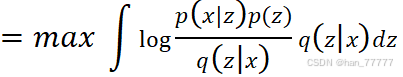 = max ∫ log p(x|z)p(z) / q(z|x) q(z|x)dz
CSDN @han_77777